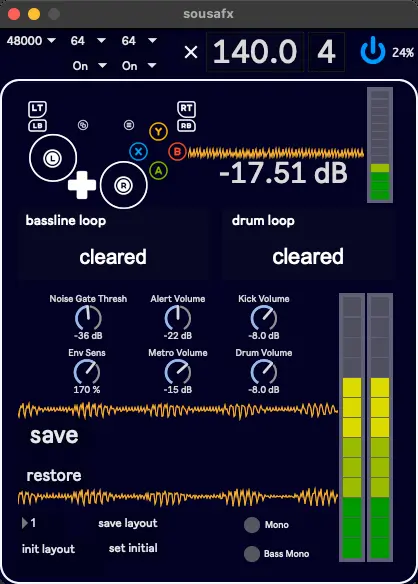 sousafx
48000 64 64 × 140.0 4 24%
On On
LT RT
LB RB
Y
X B
A
L
R
-17.51 dB
bassline loop drum loop
cleared cleared
Noise Gate Thresh Alert Volume Kick Volume
-36 dB -22 dB -8.0 dB
Env Sens Metro Volume Drum Volume
170 % -15 dB -8.0 dB
save
restore
1 save layout Mono
init layout set initial Bass Mono